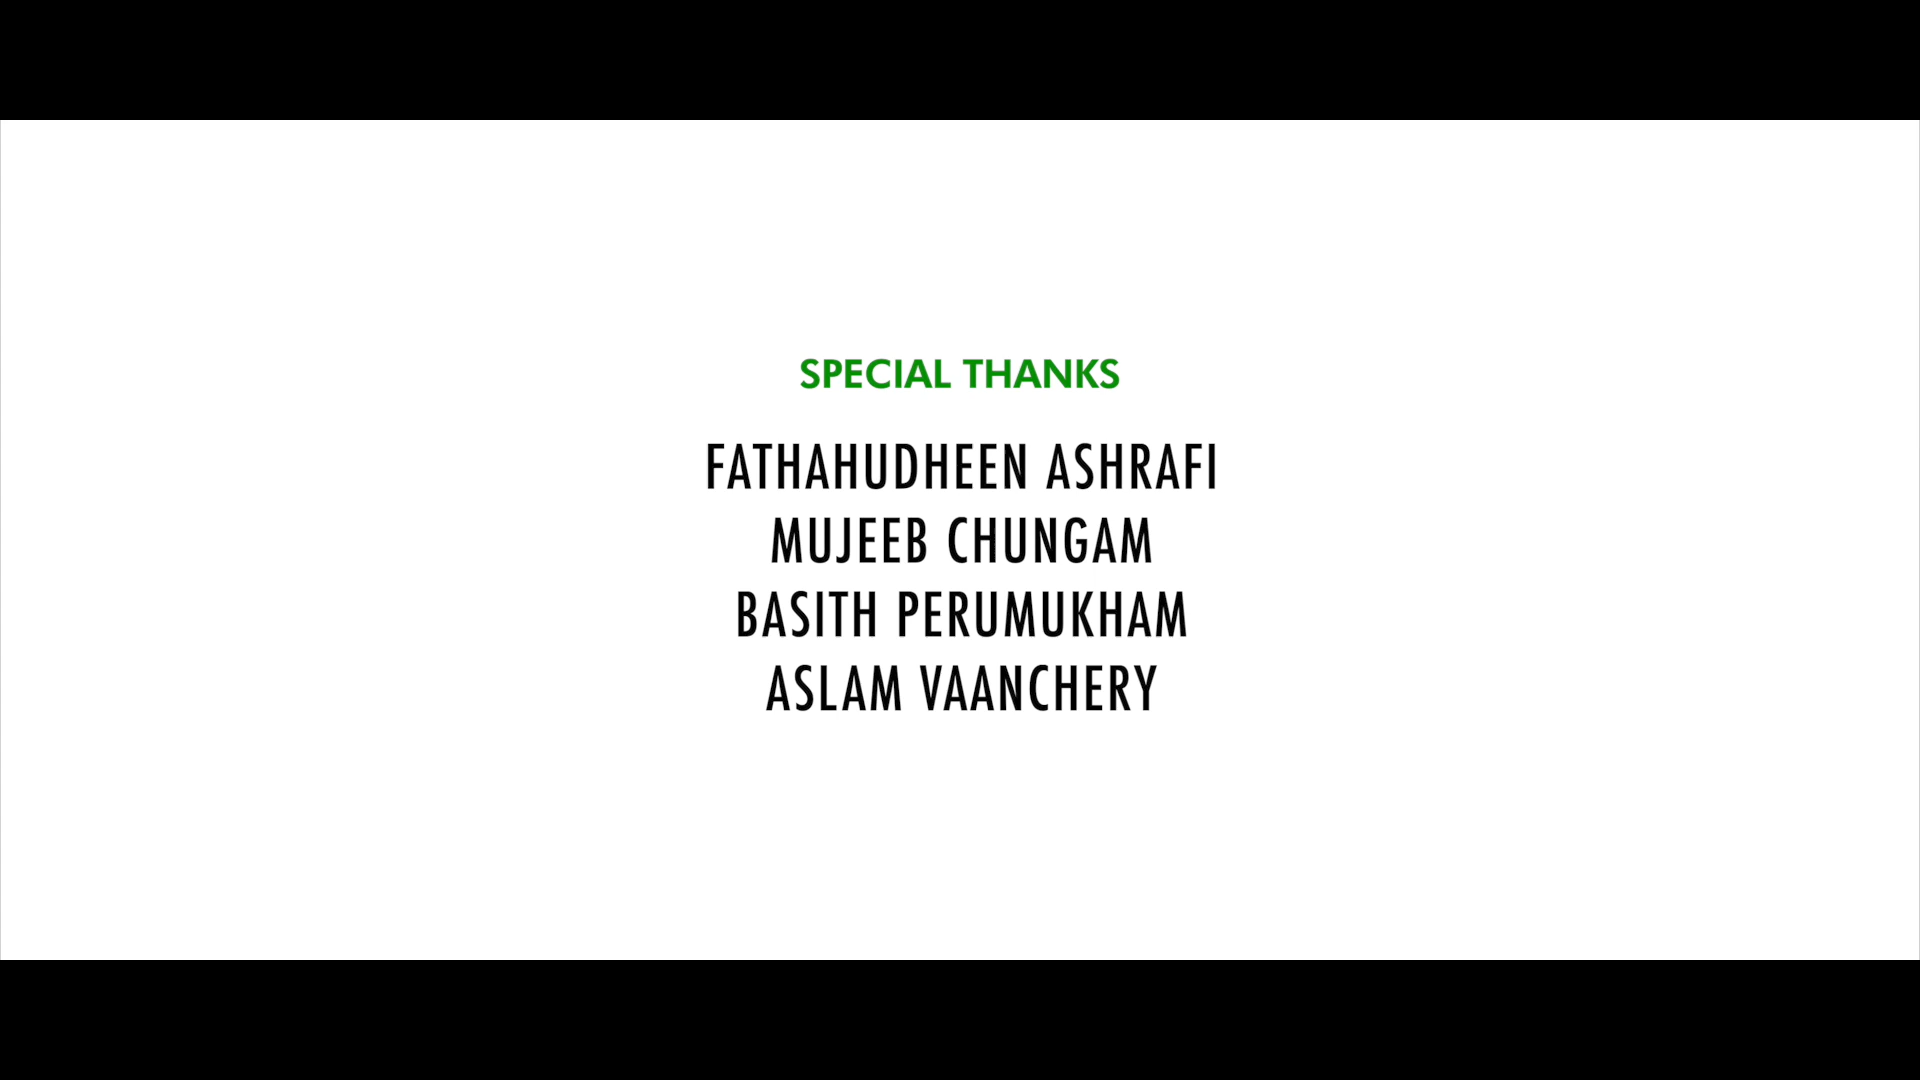 SPECIAL THANKS
FATHAHUDHEEN ASHRAFI
MUJEEB CHUNGAM
BASITH PERUMUKHAM
ASLAM VAANCHERY